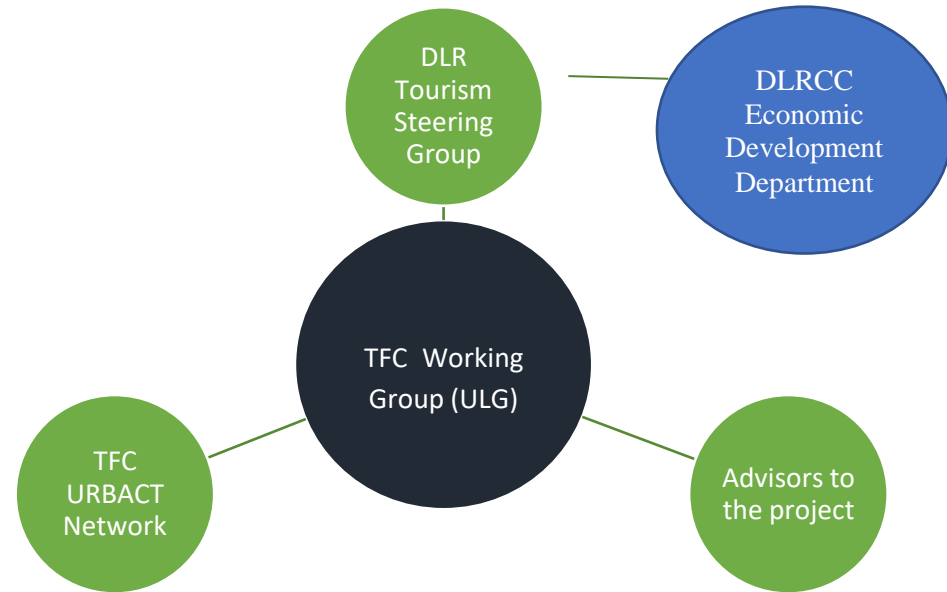 DLR
Tourism
Steering
Group
DLRCC
Economic
Development
Department
TFC Working
Group (ULG)
TFC
URBACT
Network
Advisors to
the project